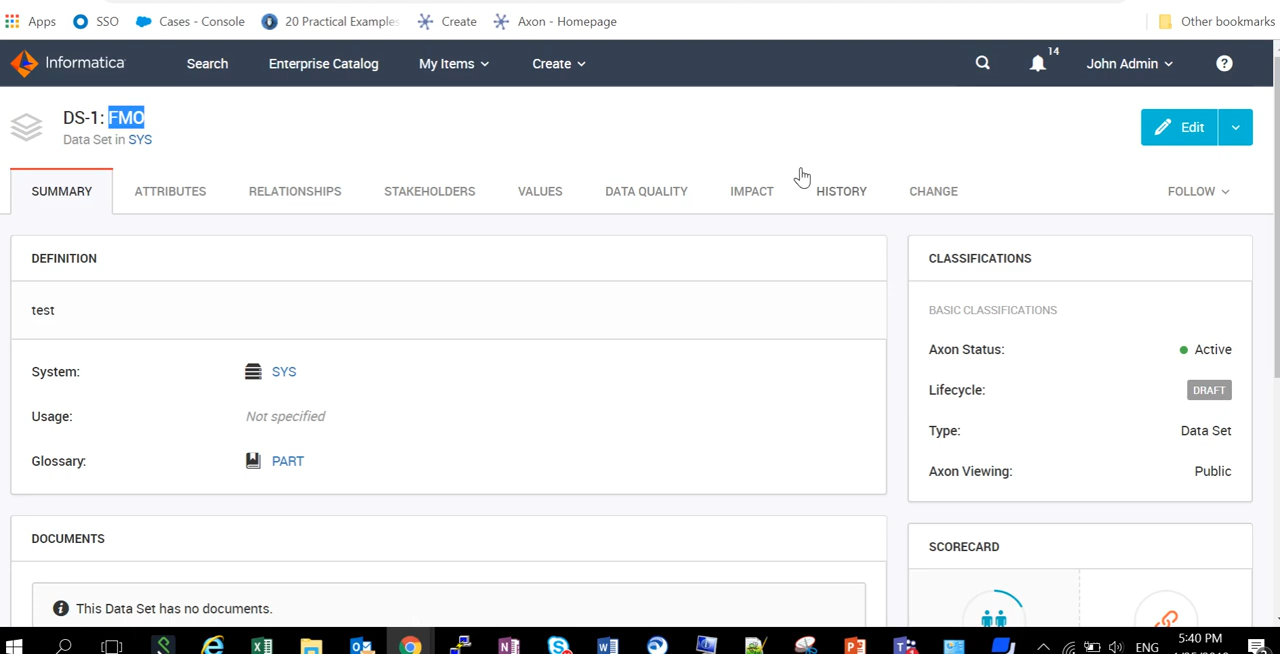 Apps SSO Cases - Console 20 Practical Examples Create Axon - Homepage Other bookmarks
Informatica Search Enterprise Catalog My Items Create 14 John Admin ?
DS-1: FMO
Data Set in SYS
Edit
SUMMARY ATTRIBUTES RELATIONSHIPS STAKEHOLDERS VALUES DATA QUALITY IMPACT HISTORY CHANGE FOLLOW
DEFINITION
test
System: SYS
Usage: Not specified
Glossary: PART
DOCUMENTS
This Data Set has no documents.
CLASSIFICATIONS
BASIC CLASSIFICATIONS
Axon Status: Active
Lifecycle: DRAFT
Type: Data Set
Axon Viewing: Public
SCORECARD
ENG 5:40 PM